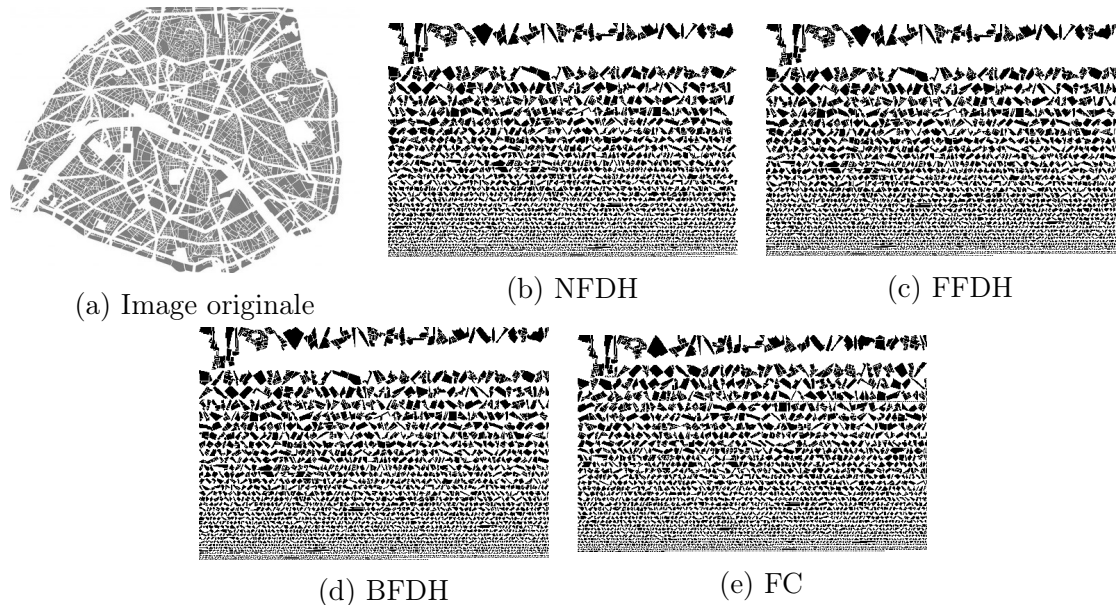 (a) Image originale
(b) NFDH
(c) FFDH
(d) BFDH
(e) FC